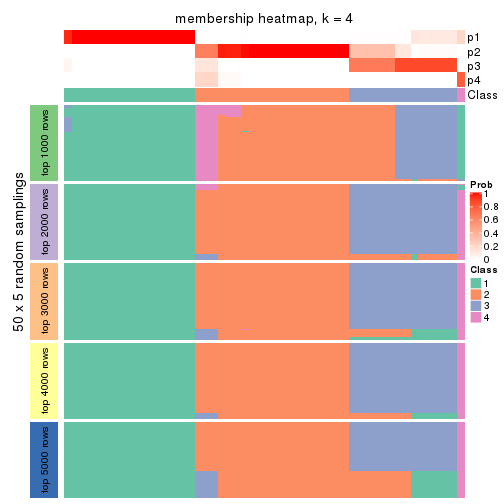 membership heatmap, k = 4
p1
p2
p3
p4
Class
50 x 5 random samplings
top 1000 rows
top 2000 rows
top 3000 rows
top 4000 rows
top 5000 rows
Prob
1
0.8
0.6
0.4
0.2
0
Class
1
2
3
4